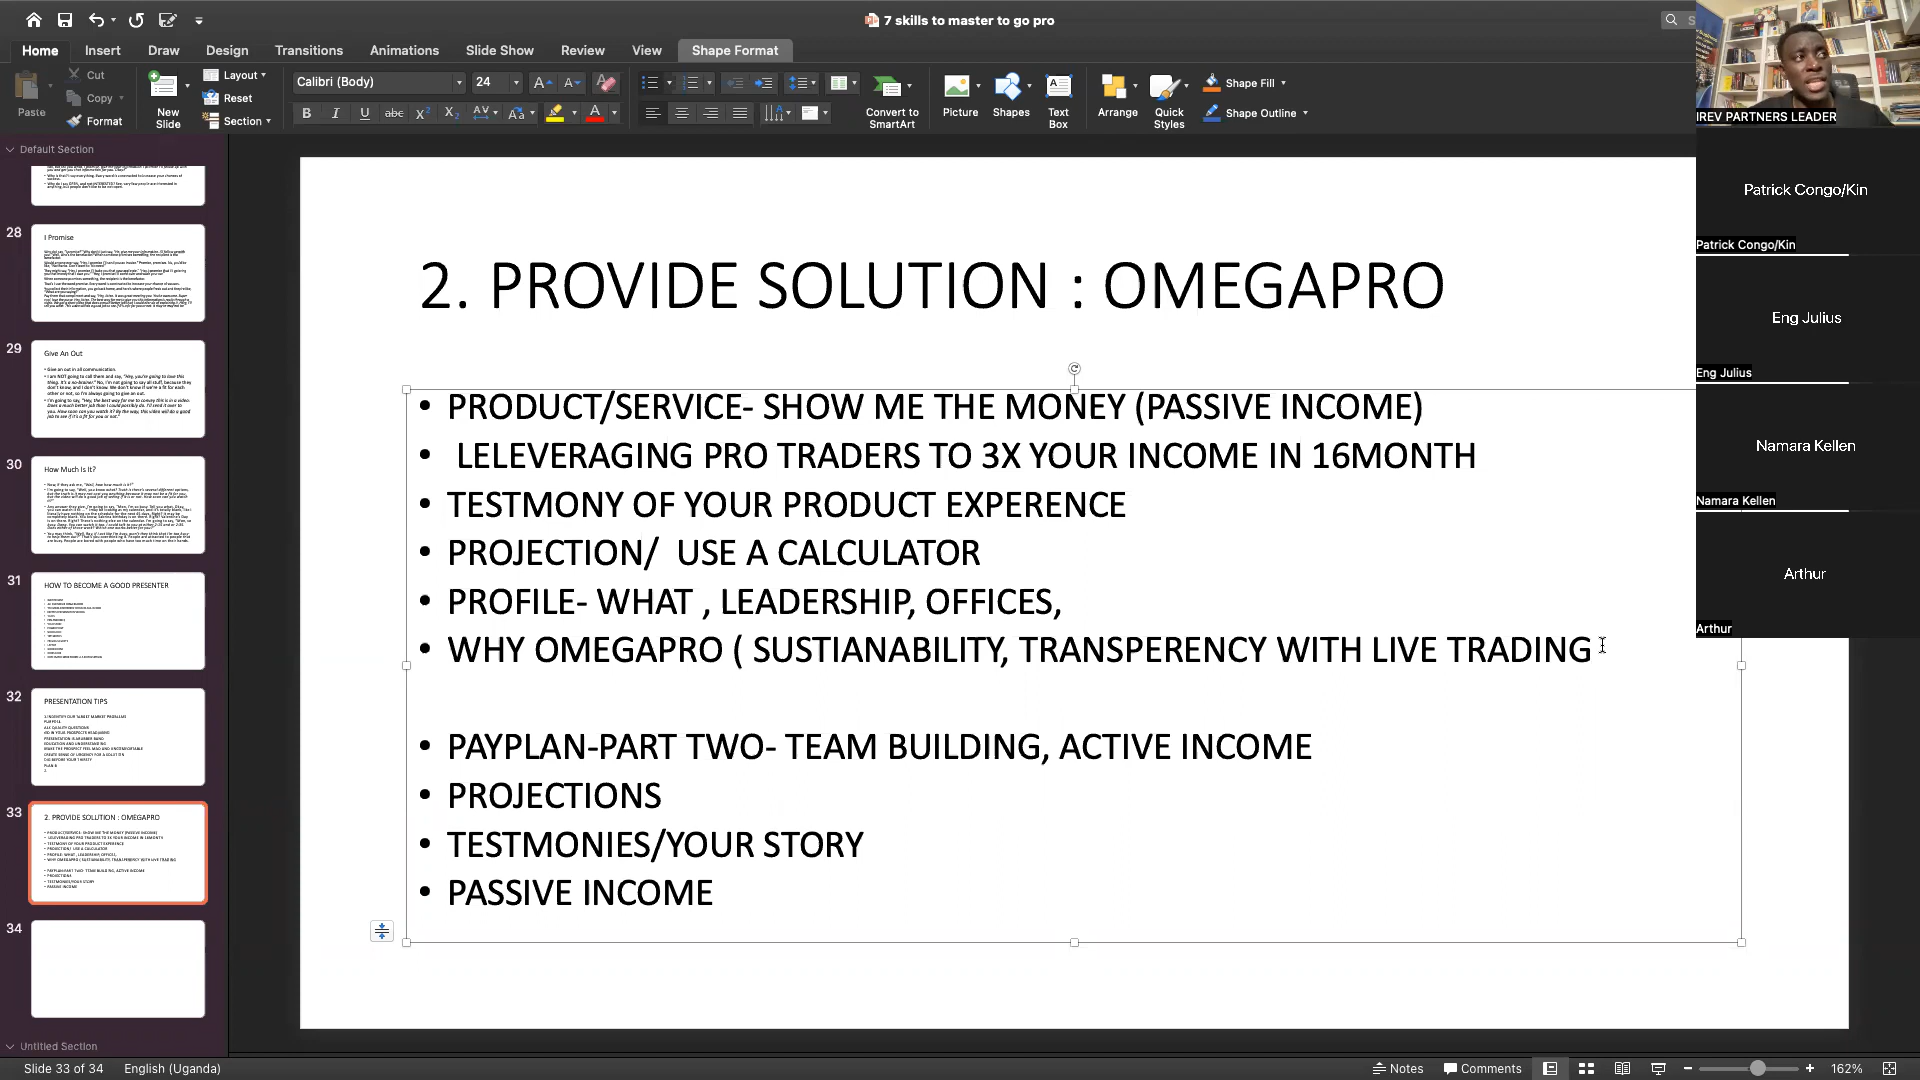 7 skills to master to go pro
Home Insert Draw Design Transitions Animations Slide Show Review View Shape Format
Paste
Cut
Copy
Format
New Slide
Layout
Reset
Section
Calibri (Body) 24
Convert to SmartArt
Picture
Shapes
Text Box
Arrange
Quick Styles
Shape Fill
Shape Outline
Default Section
28
I Promise
29
Give An Out
• Give an out in all communication.
30
How Much Is It?
31
HOW TO BECOME A GOOD PRESENTER
32
PRESENTATION TIPS
33
2. PROVIDE SOLUTION : OMEGAPRO
34
Untitled Section
2. PROVIDE SOLUTION : OMEGAPRO
• PRODUCT/SERVICE- SHOW ME THE MONEY (PASSIVE INCOME)
• LELEVERAGING PRO TRADERS TO 3X YOUR INCOME IN 16MONTH
• TESTMONY OF YOUR PRODUCT EXPERENCE
• PROJECTION/ USE A CALCULATOR
• PROFILE- WHAT , LEADERSHIP, OFFICES,
• WHY OMEGAPRO ( SUSTIANABILITY, TRANSPERENCY WITH LIVE TRADING
• PAYPLAN-PART TWO- TEAM BUILDING, ACTIVE INCOME
• PROJECTIONS
• TESTMONIES/YOUR STORY
• PASSIVE INCOME
IREV PARTNERS LEADER
Patrick Congo/Kin
Patrick Congo/Kin
Eng Julius
Eng Julius
Namara Kellen
Namara Kellen
Arthur
Arthur
Slide 33 of 34 English (Uganda)
Notes Comments 162%